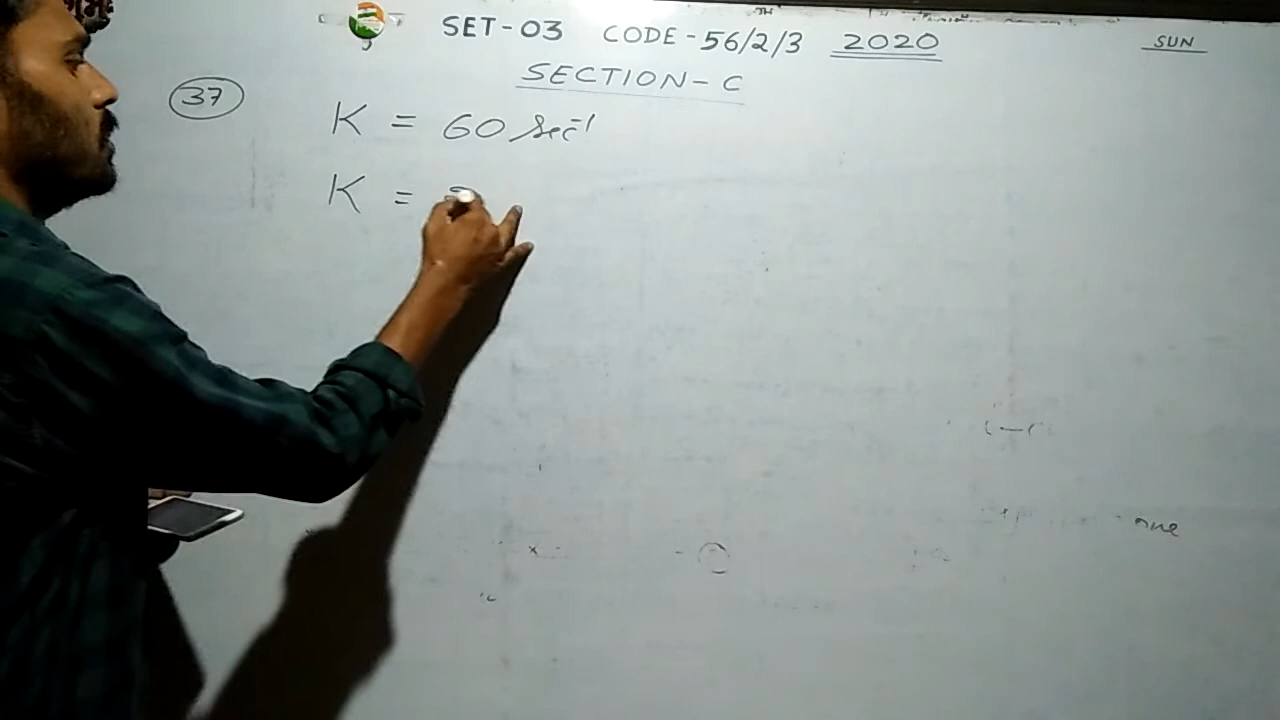 SET-03 CODE-56/2/3 2020 SUN
SECTION-C
37 K = 60 sec⁻¹
K =